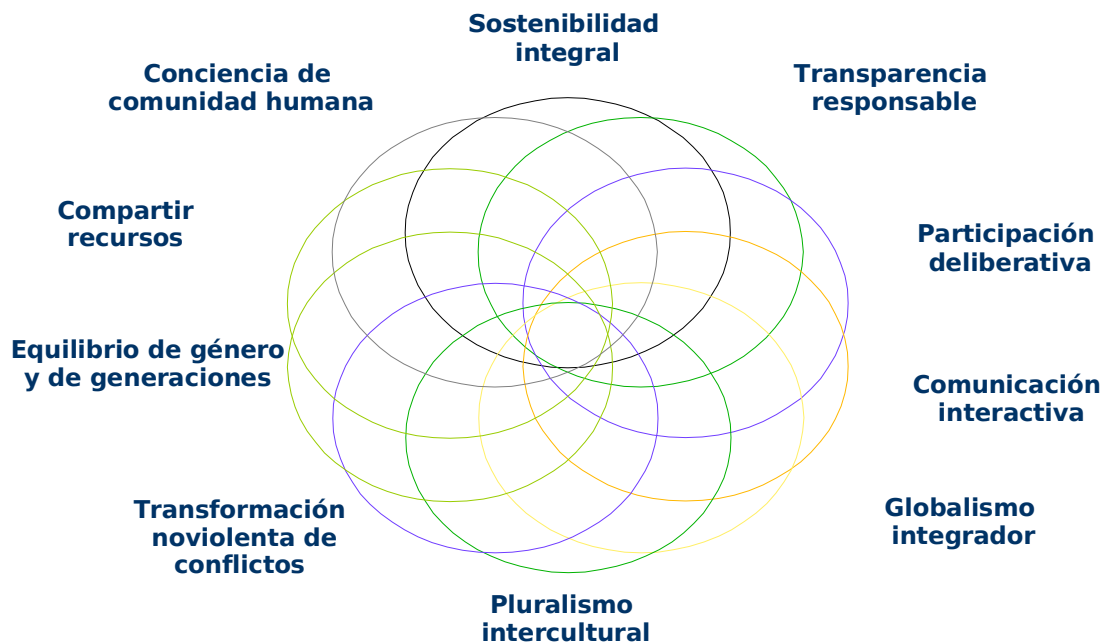 Sostenibilidad
integral
Transparencia
responsable
Participación
deliberativa
Comunicación
interactiva
Globalismo
integrador
Pluralismo
intercultural
Transformación
noviolenta de
conflictos
Equilibrio de género
y de generaciones
Compartir
recursos
Conciencia de
comunidad humana